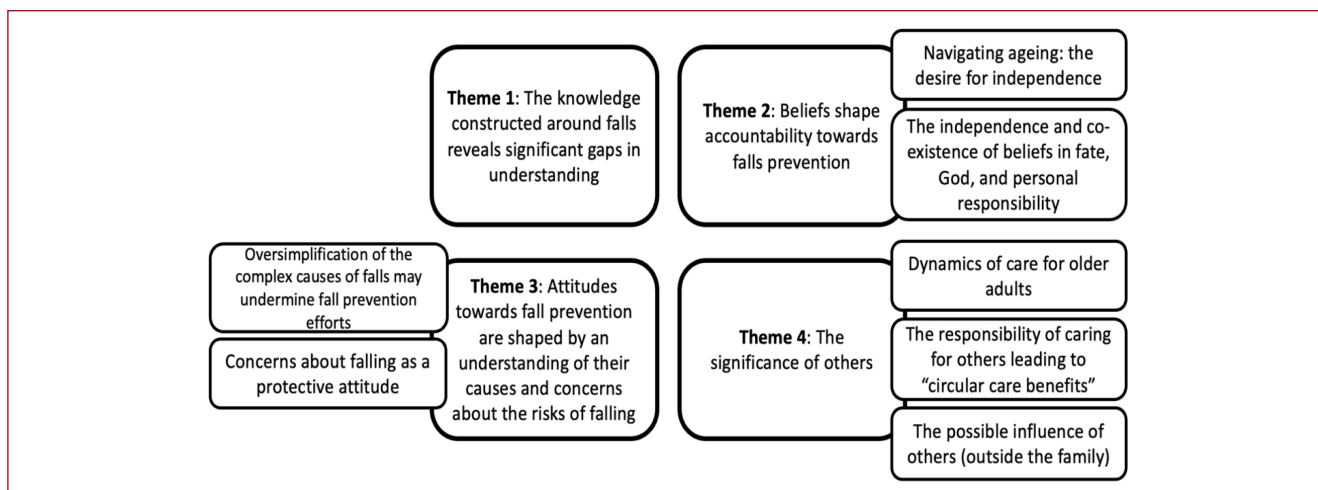 Theme 1: The knowledge
constructed around falls
reveals significant gaps in
understanding
Theme 2: Beliefs shape
accountability towards
falls prevention
Navigating ageing: the
desire for independence
The independence and co-
existence of beliefs in fate,
God, and personal
responsibility
Oversimplification of the
complex causes of falls may
undermine fall prevention
efforts
Concerns about falling as a
protective attitude
Theme 3: Attitudes
towards fall prevention
are shaped by an
understanding of their
causes and concerns
about the risks of falling
Theme 4: The
significance of others
Dynamics of care for older
adults
The responsibility of caring
for others leading to
“circular care benefits”
The possible influence of
others (outside the family)